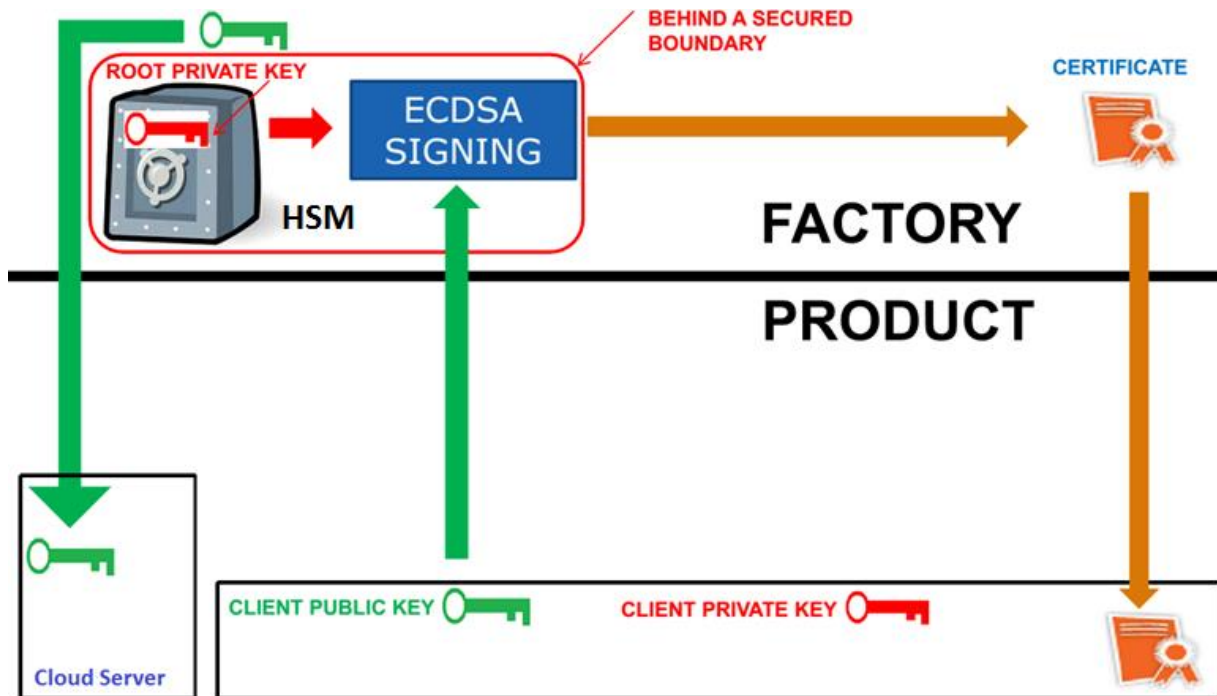 BEHIND A SECURED
BOUNDARY
ROOT PRIVATE KEY
CERTIFICATE
ECDSA
SIGNING
HSM
FACTORY
PRODUCT
CLIENT PUBLIC KEY
CLIENT PRIVATE KEY
Cloud Server